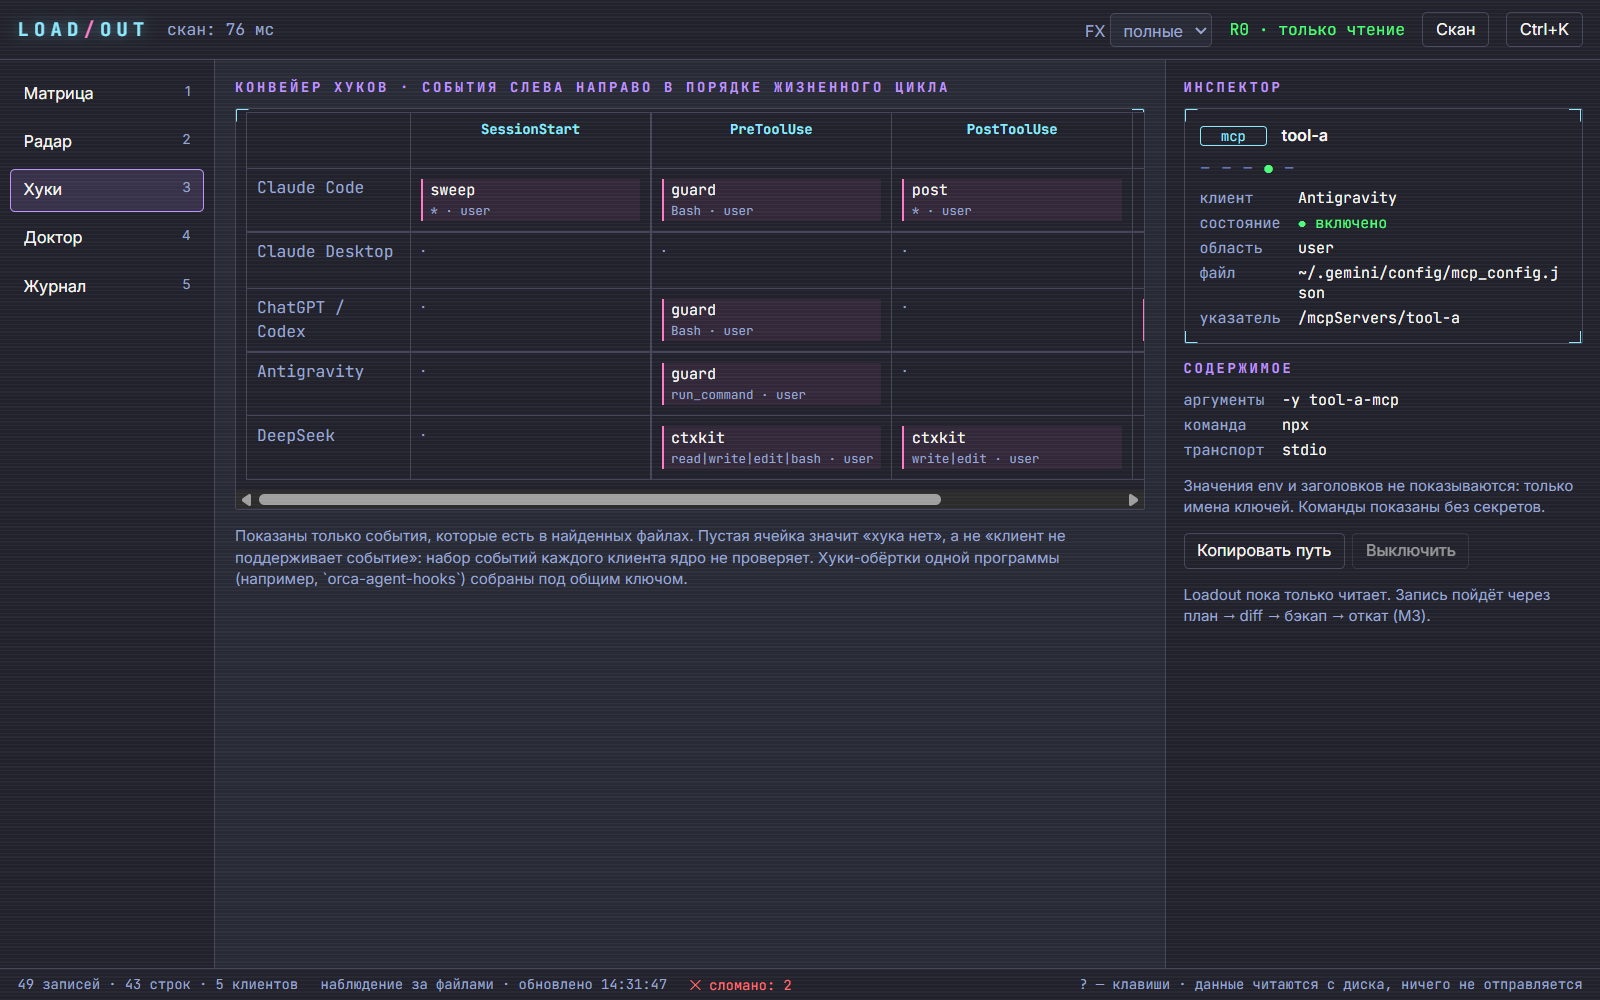 LOAD/OUT скан: 76 мс FX полные R0 · только чтение Скан Ctrl+K
Матрица 1
Радар 2
Хуки 3
Доктор 4
Журнал 5
КОНВЕЙЕР ХУКОВ · СОБЫТИЯ СЛЕВА НАПРАВО В ПОРЯДКЕ ЖИЗНЕННОГО ЦИКЛА
SessionStart PreToolUse PostToolUse
Claude Code sweep guard post
* · user Bash · user * · user
Claude Desktop · · ·
ChatGPT / · guard ·
Codex Bash · user
Antigravity · guard ·
run_command · user
DeepSeek · ctxkit ctxkit
read|write|edit|bash · user write|edit · user
Показаны только события, которые есть в найденных файлах. Пустая ячейка значит «хука нет», а не «клиент не
поддерживает событие»: набор событий каждого клиента ядро не проверяет. Хуки-обёртки одной программы
(например, `orca-agent-hooks`) собраны под общим ключом.
ИНСПЕКТОР
mcp tool-a
— — — ● —
клиент Antigravity
состояние ● включено
область user
файл ~/.gemini/config/mcp_config.j
son
указатель /mcpServers/tool-a
СОДЕРЖИМОЕ
аргументы -y tool-a-mcp
команда npx
транспорт stdio
Значения env и заголовков не показываются: только
имена ключей. Команды показаны без секретов.
Копировать путь Выключить
Loadout пока только читает. Запись пойдёт через
план → diff → бэкап → откат (M3).
49 записей · 43 строк · 5 клиентов наблюдение за файлами · обновлено 14:31:47 ✕ сломано: 2 ? — клавиши · данные читаются с диска, ничего не отправляется